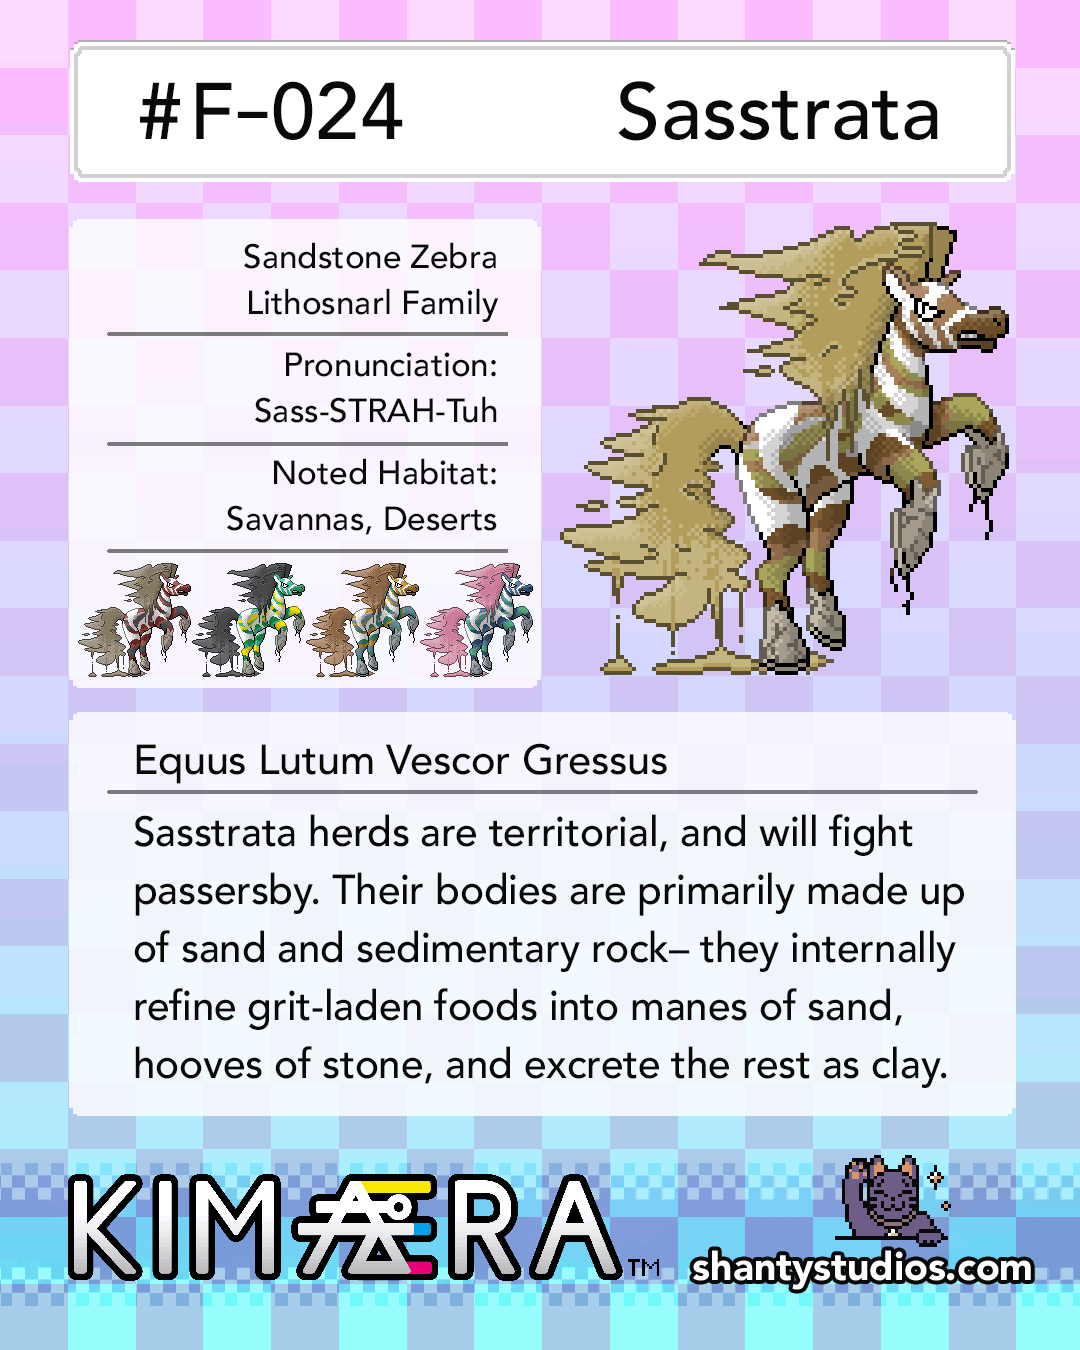 #F–024 Sasstrata
Sandstone Zebra
Lithosnarl Family
Pronunciation:
Sass-STRAH-Tuh
Noted Habitat:
Savannas, Deserts
Equus Lutum Vescor Gressus
Sasstrata herds are territorial, and will fight
passersby. Their bodies are primarily made up
of sand and sedimentary rock– they internally
refine grit-laden foods into manes of sand,
hooves of stone, and excrete the rest as clay.
KIMÆRA™
shantystudios.com